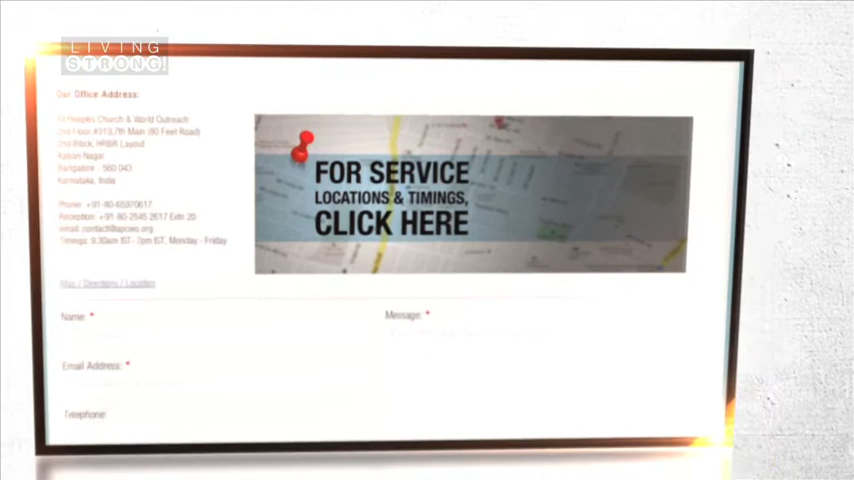 LIVING
STRONG!
Our Office Address:
All Peoples Church & World Outreach
2nd Floor #319,7th Main (80 Feet Road)
2nd Block, HRBR Layout
Kalyan Nagar
Bangalore - 560 043
Karnataka, India
Phone: +91-80-65970617
Reception: +91-80-2545 2617 Extn 20
email: contact@apcwo.org
Timings: 9.30am IST-7pm IST, Monday - Friday
FOR SERVICE
LOCATIONS & TIMINGS,
CLICK HERE
Map / Directions / Location
Name: *
Message: *
Email Address: *
Telephone: